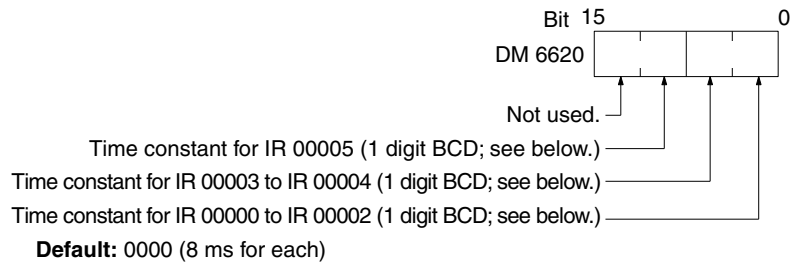 Bit 15 0
DM 6620
Not used.
Time constant for IR 00005 (1 digit BCD; see below.)
Time constant for IR 00003 to IR 00004 (1 digit BCD; see below.)
Time constant for IR 00000 to IR 00002 (1 digit BCD; see below.)
Default: 0000 (8 ms for each)